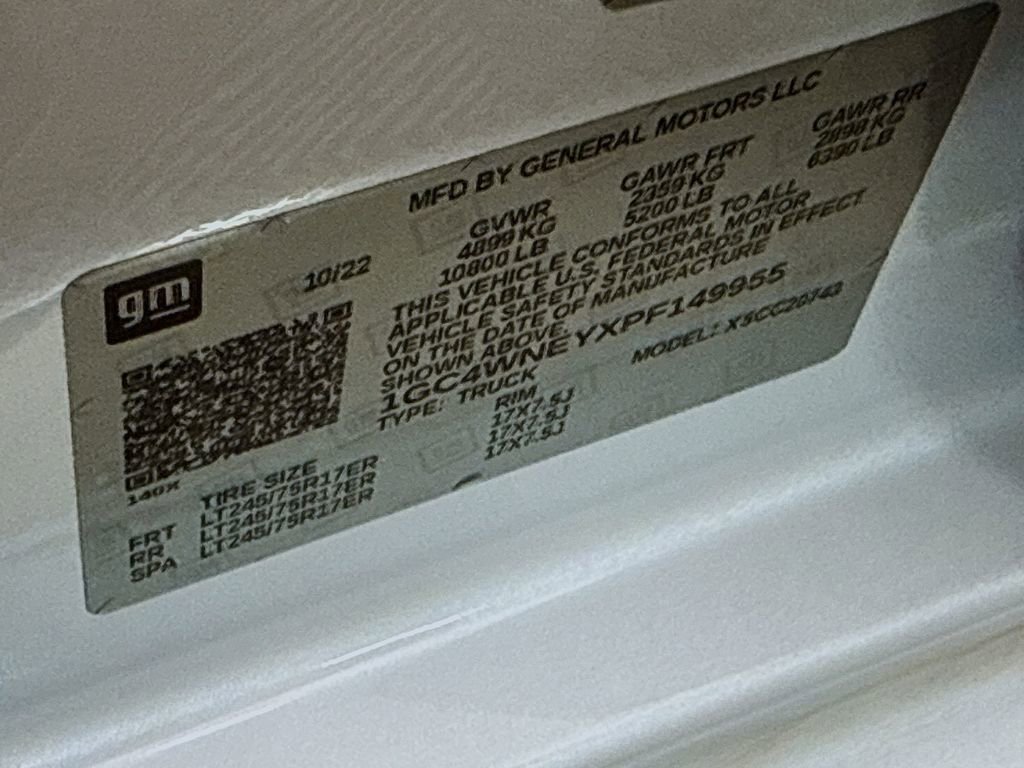 MFD BY GENERAL MOTORS LLC
gm
10/22
GVWR GAWR FRT GAWR RR
4899 KG 2359 KG 2898 KG
10800 LB 5200 LB 6390 LB
THIS VEHICLE CONFORMS TO ALL
APPLICABLE U.S. FEDERAL MOTOR
VEHICLE SAFETY STANDARDS IN EFFECT
ON THE DATE OF MANUFACTURE
SHOWN ABOVE.
1GC4WNEYXPF149955
TYPE: TRUCK MODEL: X5CC20743
140X
TIRE SIZE RIM
FRT LT245/75R17ER 17X7.5J
RR LT245/75R17ER 17X7.5J
SPA LT245/75R17ER 17X7.5J